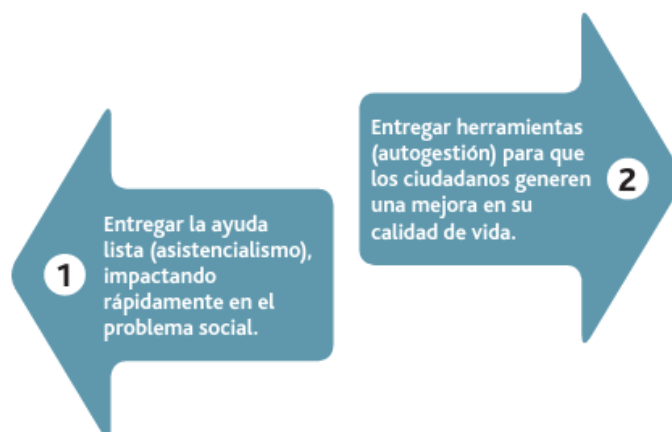 1
Entregar la ayuda
lista (asistencialismo),
impactando
rápidamente en el
problema social.
Entregar herramientas
(autogestión) para que
los ciudadanos generen
una mejora en su
calidad de vida.
2